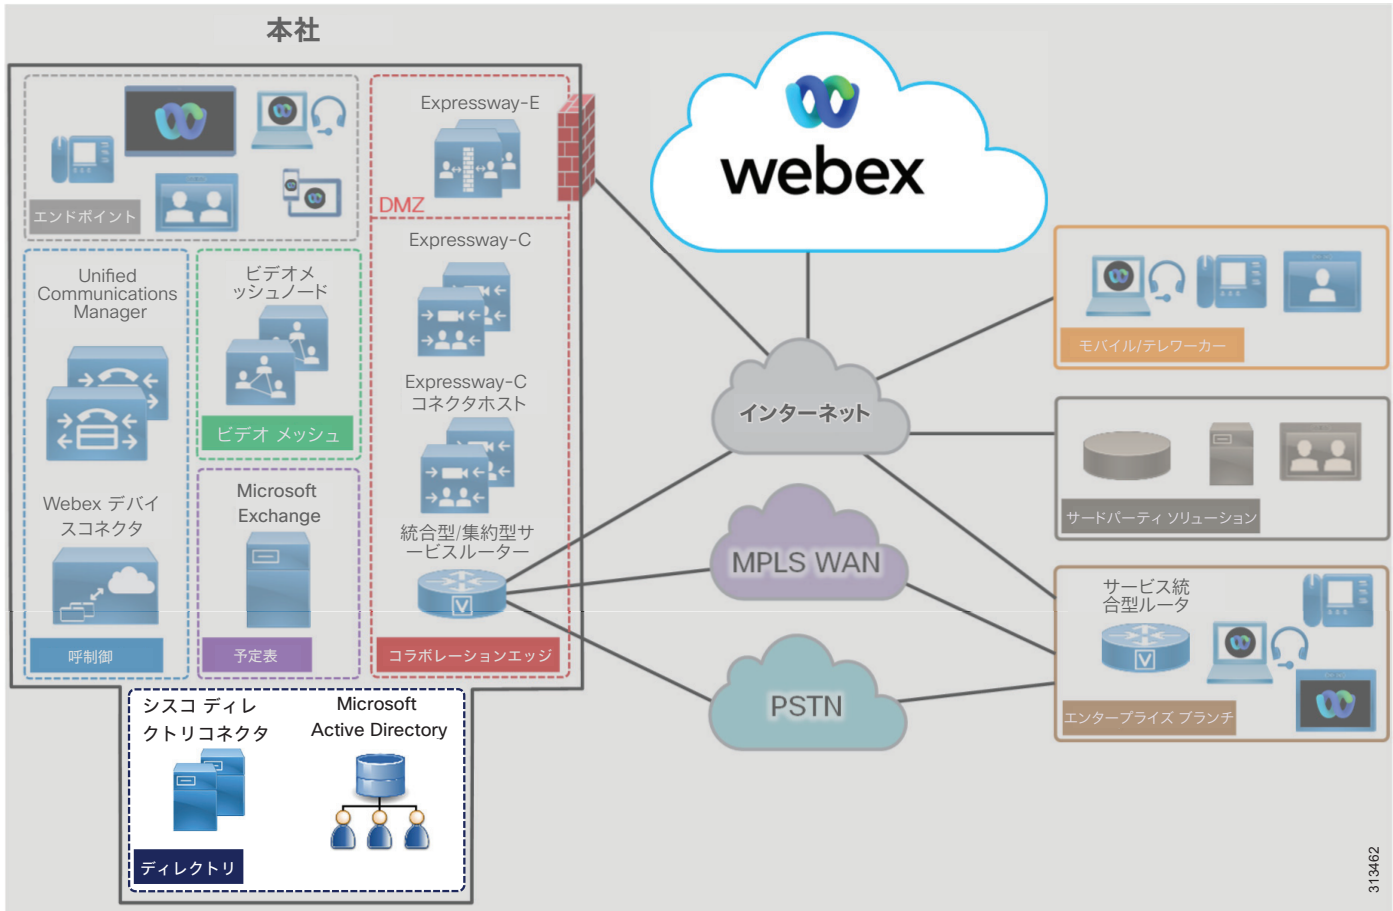 本社
エンドポイント
Expressway-E
DMZ
Unified
Communications
Manager
ビデオメ
ッシュノード
ビデオ メッシュ
Expressway-C
Expressway-C
コネクタホスト
Webex デバイ
スコネクタ
呼制御
Microsoft
Exchange
予定表
統合型/集約型サ
ービスルーター
V
コラボレーションエッジ
シスコ ディレ
クトリコネクタ
Microsoft
Active Directory
ディレクトリ
webex
インターネット
MPLS WAN
PSTN
モバイル/テレワーカー
サードパーティ ソリューション
サービス統
合型ルータ
V
エンタープライズ ブランチ
313462